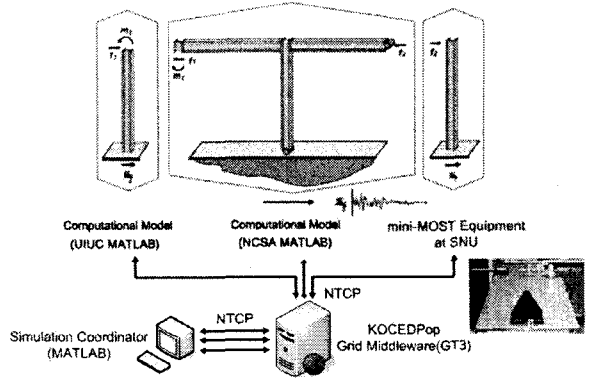 Computational Model
(UIUC MATLAB)
Computational Model
(NCSA MATLAB)
mini-MOST Equipment
at SNU
NTCP
NTCP
Simulation Coordinator
(MATLAB)
KOCEDPop
Grid Middleware(GT3)